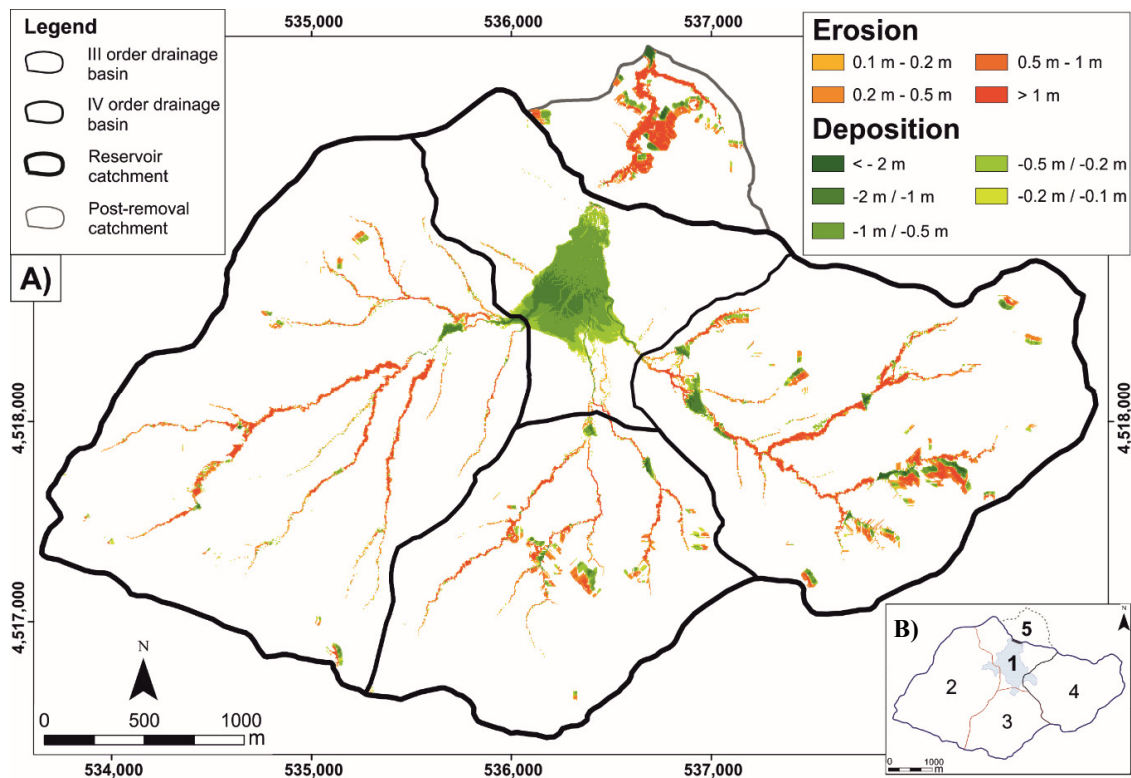 535,000
536,000
537,000
Legend
III order drainage
basin
IV order drainage
basin
Reservoir
catchment
Post-removal
catchment
Erosion
0.1 m - 0.2 m
0.5 m - 1 m
0.2 m - 0.5 m
> 1 m
Deposition
< - 2 m
-0.5 m / -0.2 m
-2 m / -1 m
-0.2 m / -0.1 m
-1 m / -0.5 m
A)
4,518,000
4,518,000
4,517,000
N
0
500
1000
m
534,000
535,000
536,000
537,000
B)
N
5
1
2
4
3
0
1000
m